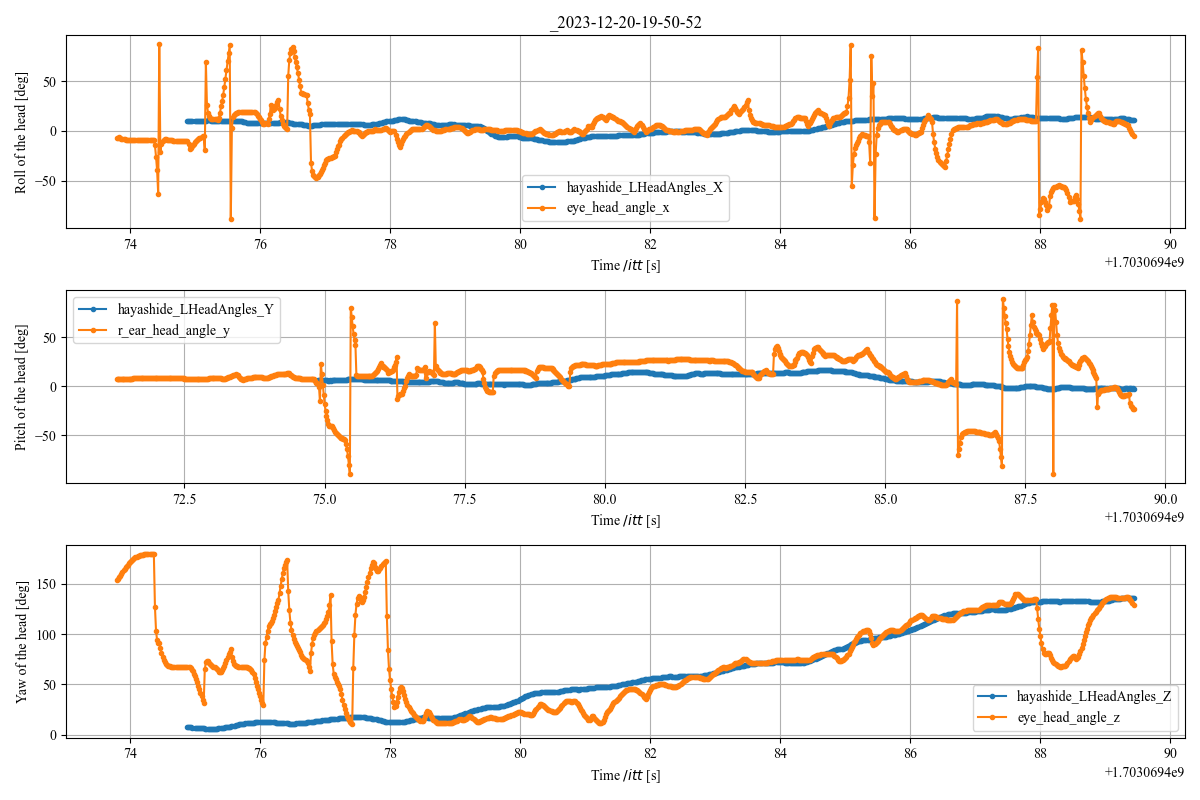 _2023-12-20-19-50-52
Roll of the head [deg]
50
0
−50
hayashide_LHeadAngles_X
eye_head_angle_x
74 76 78 80 82 84 86 88 90
Time /itt [s]
+1.7030694e9
Pitch of the head [deg]
50
0
−50
hayashide_LHeadAngles_Y
r_ear_head_angle_y
72.5 75.0 77.5 80.0 82.5 85.0 87.5 90.0
Time /itt [s]
+1.7030694e9
Yaw of the head [deg]
150
100
50
0
hayashide_LHeadAngles_Z
eye_head_angle_z
74 76 78 80 82 84 86 88 90
Time /itt [s]
+1.7030694e9